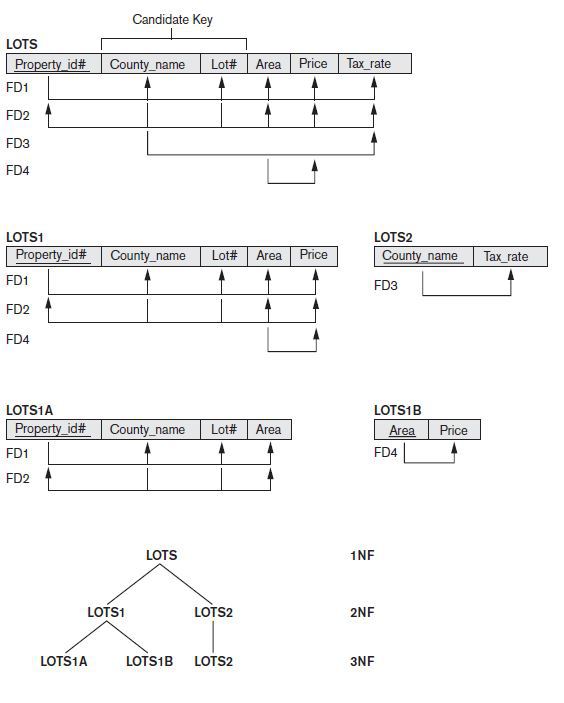 Candidate Key
LOTS
Property_id# County_name Lot# Area Price Tax_rate
FD1
FD2
FD3
FD4
LOTS1 LOTS2
Property_id# County_name Lot# Area Price County_name Tax_rate
FD1
FD3
FD2
FD4
LOTS1A LOTS1B
Property_id# County_name Lot# Area Area Price
FD1 FD4
FD2
LOTS 1NF
LOTS1 LOTS2 2NF
LOTS1A LOTS1B LOTS2 3NF